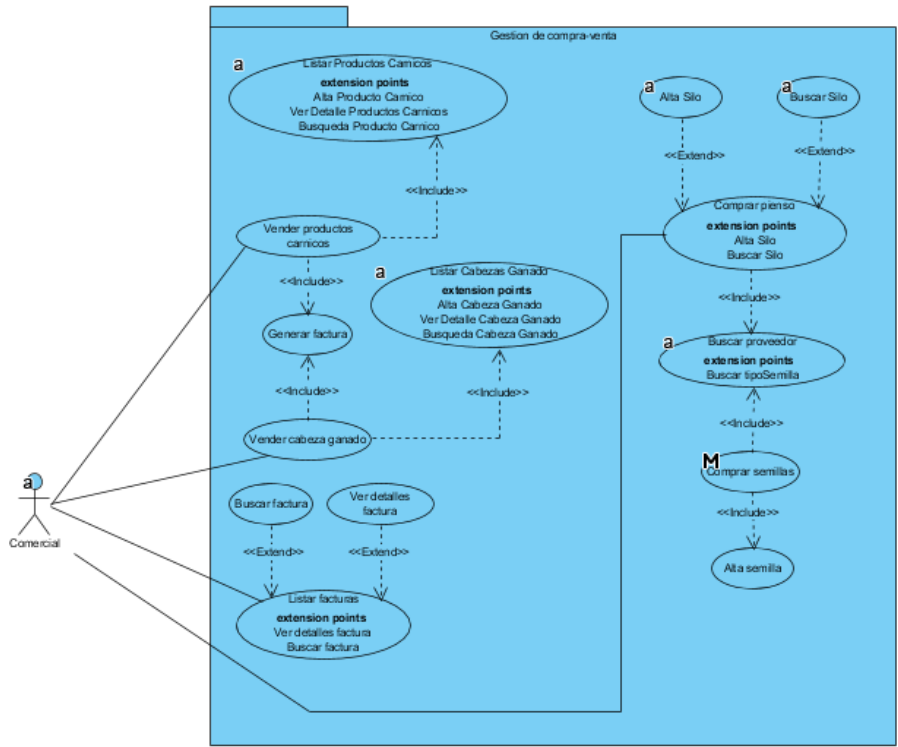 Gestion de compra-venta
a
Listar Productos Carnicos
extension points
Alta Producto Carnico
Ver Detalle Productos Carnicos
Busqueda Producto Carnico
a
Alta Silo
a
Buscar Silo
<<Extend>>
<<Extend>>
<<Include>>
Comprar pienso
extension points
Alta Silo
Buscar Silo
Vender productos
carnicos
<<Include>>
a
Listar Cabezas Ganado
extension points
Alta Cabeza Ganado
Ver Detalle Cabeza Ganado
Busqueda Cabeza Ganado
<<Include>>
Generar factura
a
Buscar proveedor
extension points
Buscar tipoSemilla
<<Include>>
<<Include>>
<<Include>>
Vender cabeza ganado
M
Comprar semillas
a
Comercial
Buscar factura
Ver detalles
factura
<<Include>>
<<Extend>>
<<Extend>>
Alta semilla
Listar facturas
extension points
Ver detalles factura
Buscar factura